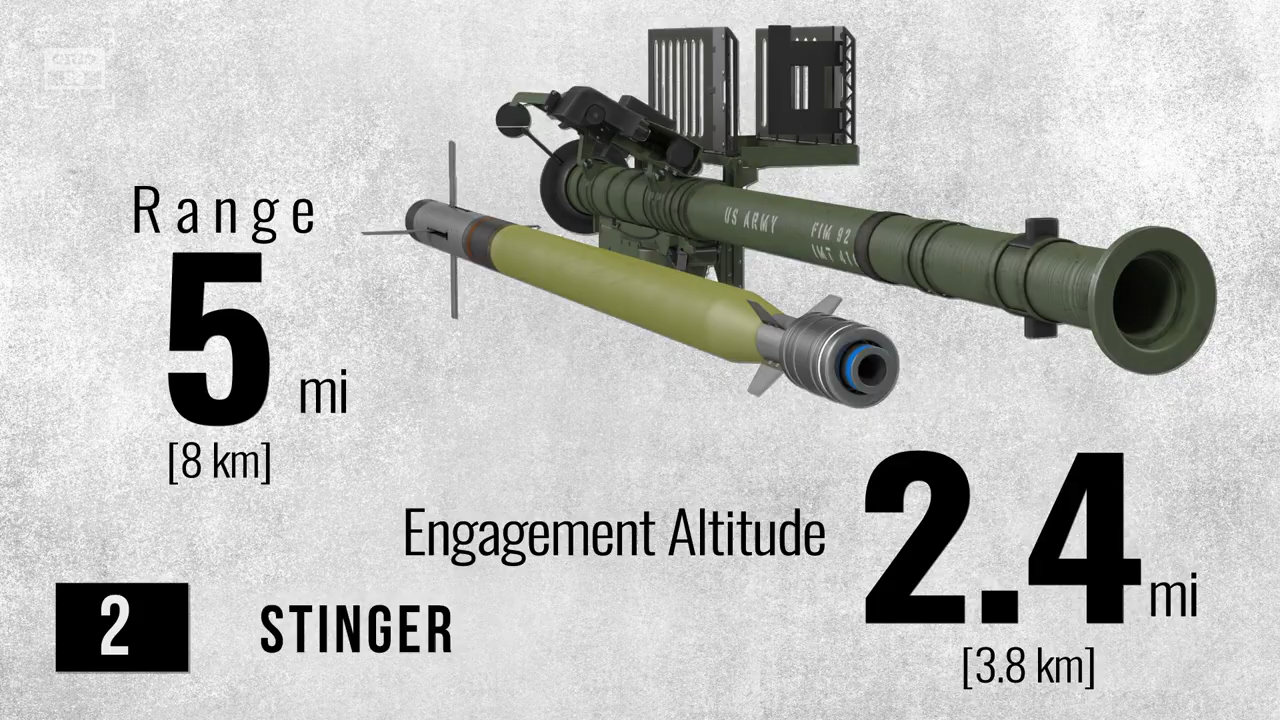 Range
5 mi
[8 km]
US ARMY
FIM 92
Engagement Altitude
2.4 mi
[3.8 km]
2
STINGER